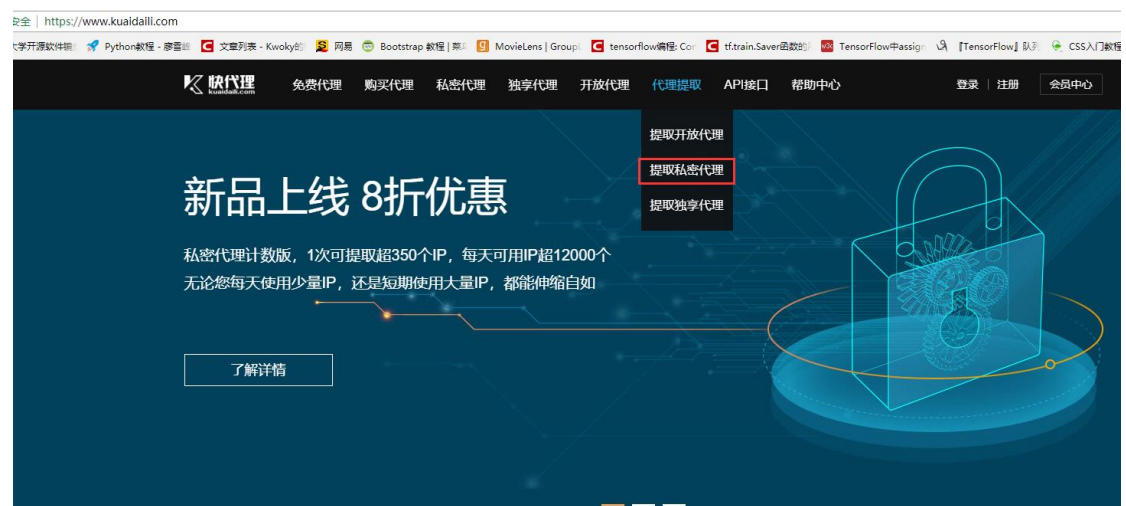 安全 | https://www.kuaidaili.com
大学开源软件镜 Python教程 - 廖雪峰 文章列表 - Kwoky的 网易 Bootstrap 教程 | 菜鸟 MovieLens | Group tensorflow编程: Con tf.train.Saver函数的 TensorFlow中assign 【TensorFlow】队列 CSS入门教程
快代理 免费代理 购买代理 私密代理 独享代理 开放代理 代理提取 API接口 帮助中心 登录 | 注册 会员中心
kuaidaili.com
提取开放代理
提取私密代理
提取独享代理
新品上线 8折优惠
私密代理计数版，1次可提取超350个IP，每天可用IP超12000个
无论您每天使用少量IP，还是短期使用大量IP，都能伸缩自如
了解详情